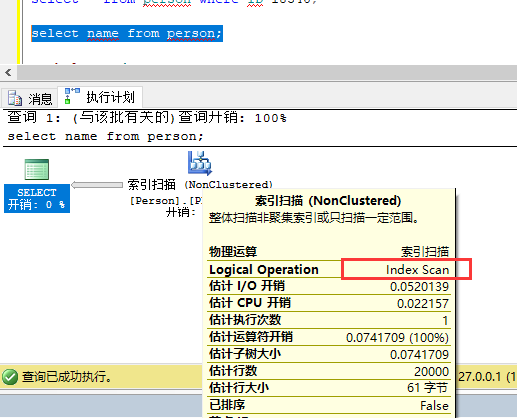 select * from person where ID=18540;
select name from person;
消息
执行计划
查询 1: (与该批有关的)查询开销: 100%
select name from person;
SELECT
开销: 0 %
索引扫描 (NonClustered)
[Person].[P
开销:
索引扫描 (NonClustered)
整体扫描非聚集索引或只扫描一定范围。
物理运算 索引扫描
Logical Operation Index Scan
估计 I/O 开销 0.0520139
估计 CPU 开销 0.022157
估计执行次数 1
估计运算符开销 0.0741709 (100%)
估计子树大小 0.0741709
估计行数 20000
估计行大小 61 字节
已排序 False
查询已成功执行。
27.0.0.1 (1